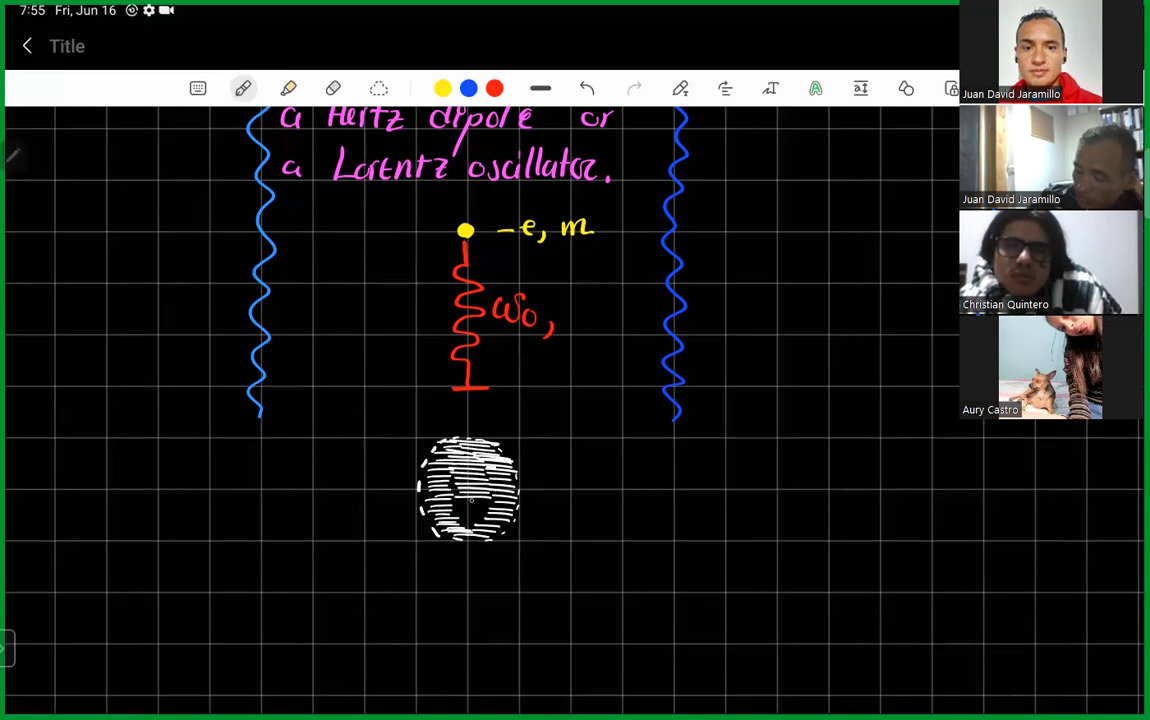 7:55 Fri, Jun 16
Title
a Hertz dipole or
a Lorentz oscillator.
-e, m
ω₀,
Juan David Jaramillo
Juan David Jaramillo
Christian Quintero
Aury Castro